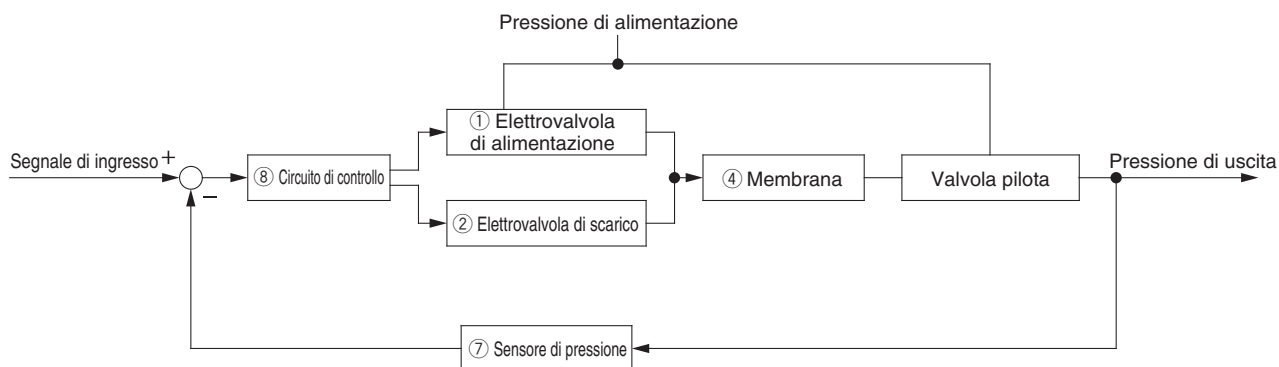 Pressione di alimentazione
① Elettrovalvola
di alimentazione
Segnale di ingresso +
−
⑧ Circuito di controllo
④ Membrana
Valvola pilota
Pressione di uscita
② Elettrovalvola di scarico
⑦ Sensore di pressione